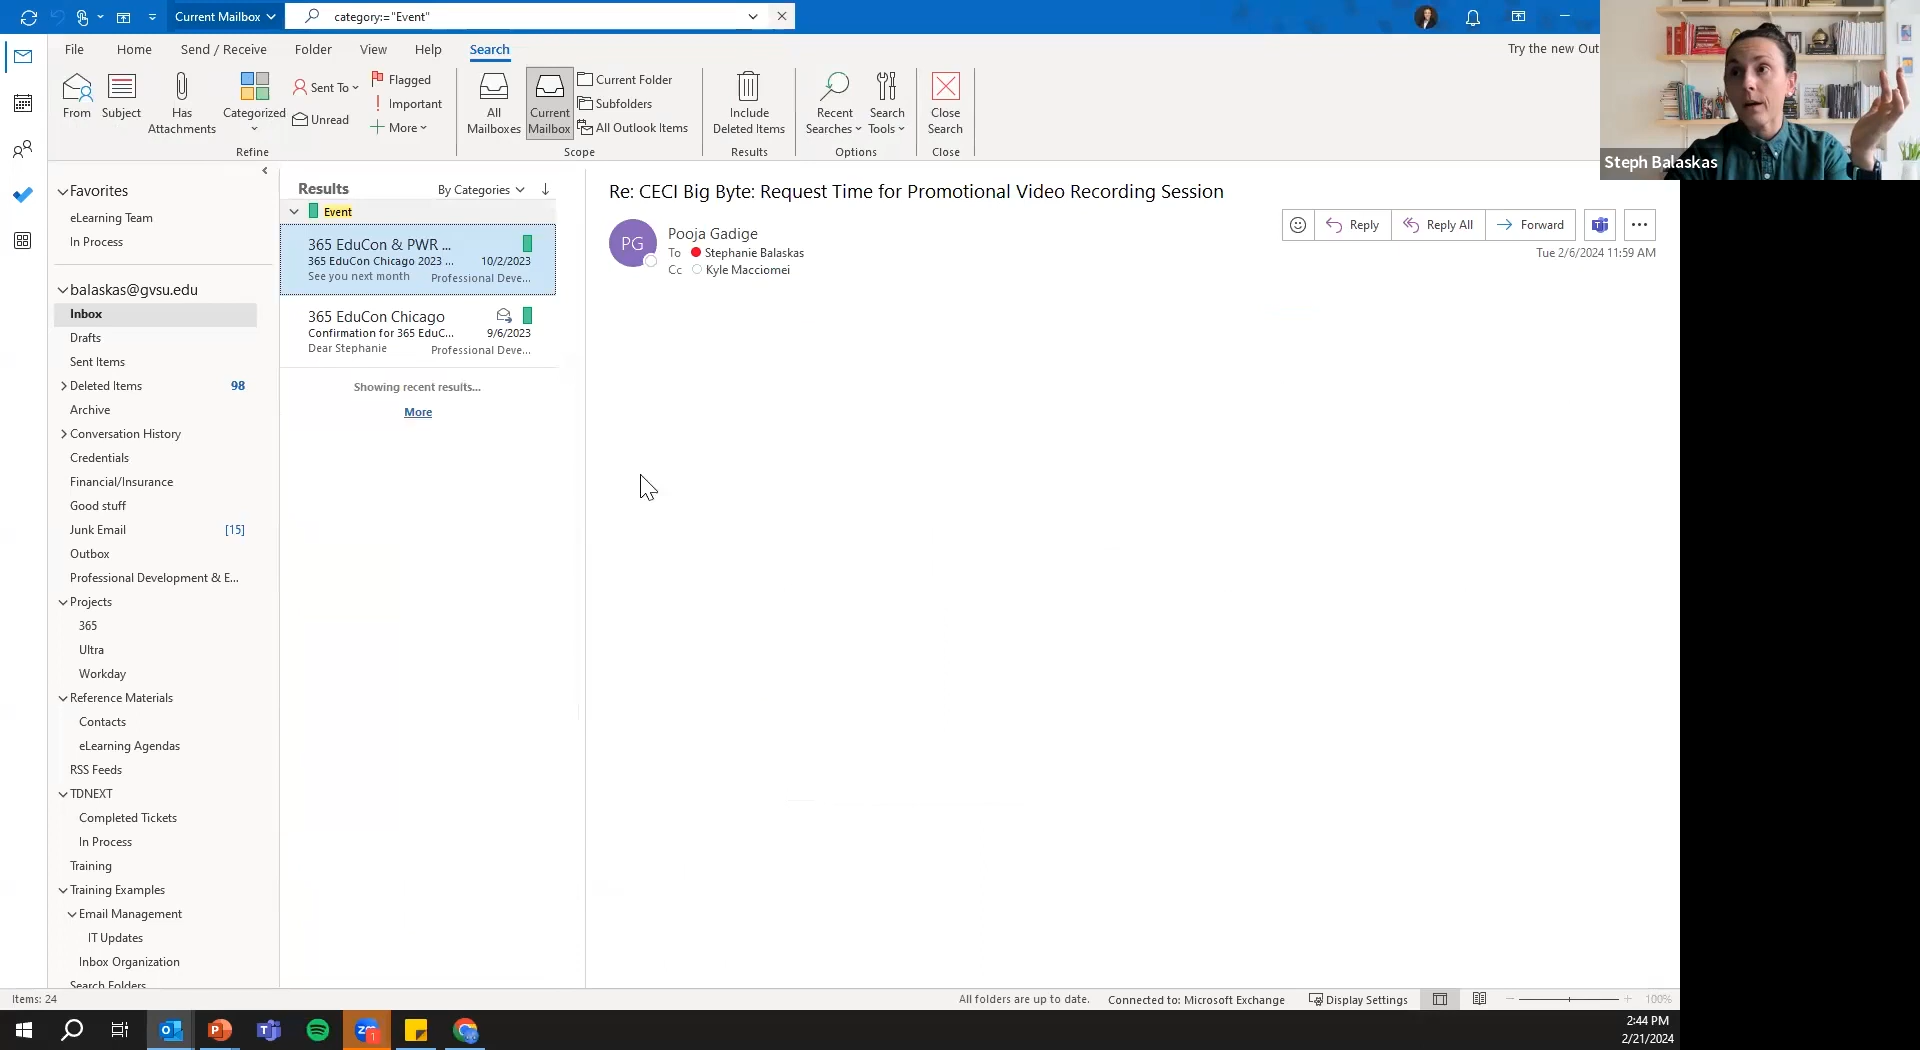 Current Mailbox
category:="Event"
File
Home
Send / Receive
Folder
View
Help
Search
Try the new Out
From
Subject
Has
Attachments
Categorized
Sent To
Unread
Flagged
Important
More
Refine
All
Mailboxes
Current
Mailbox
Current Folder
Subfolders
All Outlook Items
Scope
Include
Deleted Items
Results
Recent
Searches
Search
Tools
Options
Close
Search
Close
Steph Balaskas
Favorites
eLearning Team
In Process
balaskas@gvsu.edu
Inbox
Drafts
Sent Items
Deleted Items 98
Archive
Conversation History
Credentials
Financial/Insurance
Good stuff
Junk Email [15]
Outbox
Professional Development & E...
Projects
365
Ultra
Workday
Reference Materials
Contacts
eLearning Agendas
RSS Feeds
TDNEXT
Completed Tickets
In Process
Training
Training Examples
Email Management
IT Updates
Inbox Organization
Search Folders
Results
By Categories
Event
365 EduCon & PWR ...
365 EduCon Chicago 2023 ... 10/2/2023
See you next month Professional Deve...
365 EduCon Chicago
Confirmation for 365 EduC... 9/6/2023
Dear Stephanie Professional Deve...
Showing recent results...
More
Re: CECI Big Byte: Request Time for Promotional Video Recording Session
PG
Pooja Gadige
To Stephanie Balaskas
Cc Kyle Macciomei
Reply
Reply All
Forward
Tue 2/6/2024 11:59 AM
Items: 24
All folders are up to date.
Connected to: Microsoft Exchange
Display Settings
100%
2:44 PM
2/21/2024